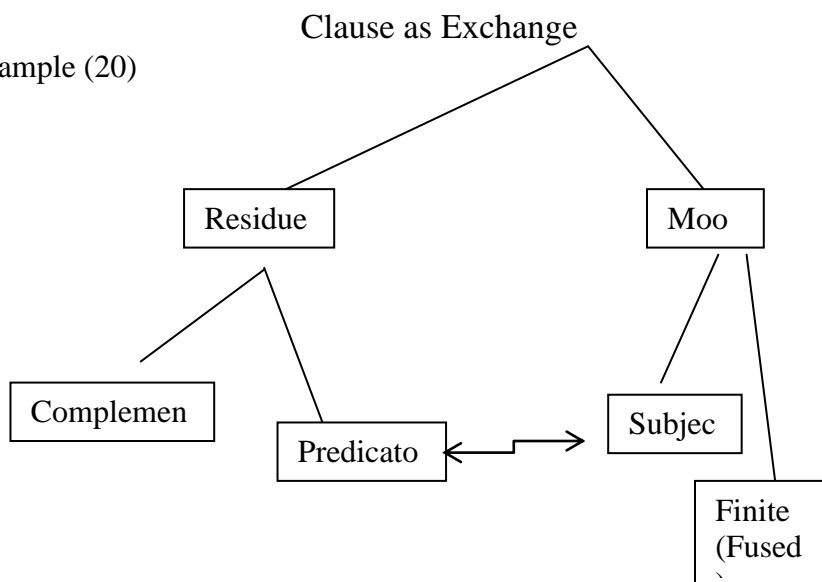 Clause as Exchange
ample (20)
Residue
Moo
Complemen
Predicato
Subjec
Finite
(Fused
)